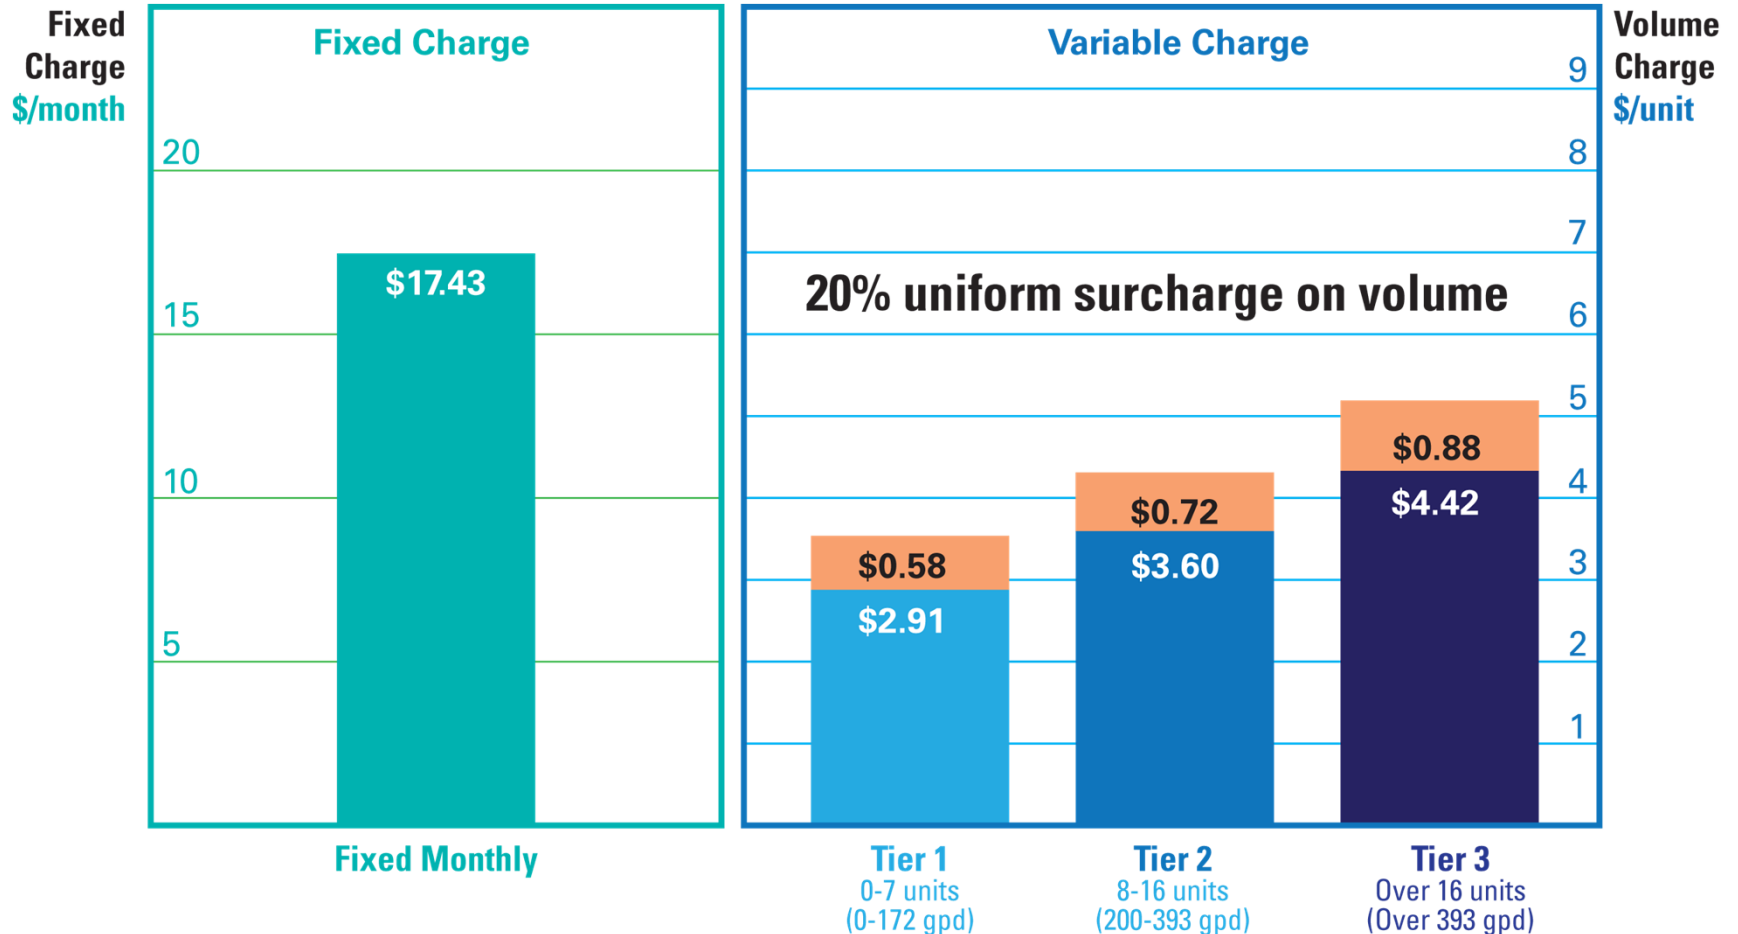 Fixed
Charge
$/month
Fixed Charge
20
15
10
5
$17.43
Fixed Monthly
Variable Charge
20% uniform surcharge on volume
$0.58
$2.91
$0.72
$3.60
$0.88
$4.42
9
8
7
6
5
4
3
2
1
Volume
Charge
$/unit
Tier 1
0-7 units
(0-172 gpd)
Tier 2
8-16 units
(200-393 gpd)
Tier 3
Over 16 units
(Over 393 gpd)